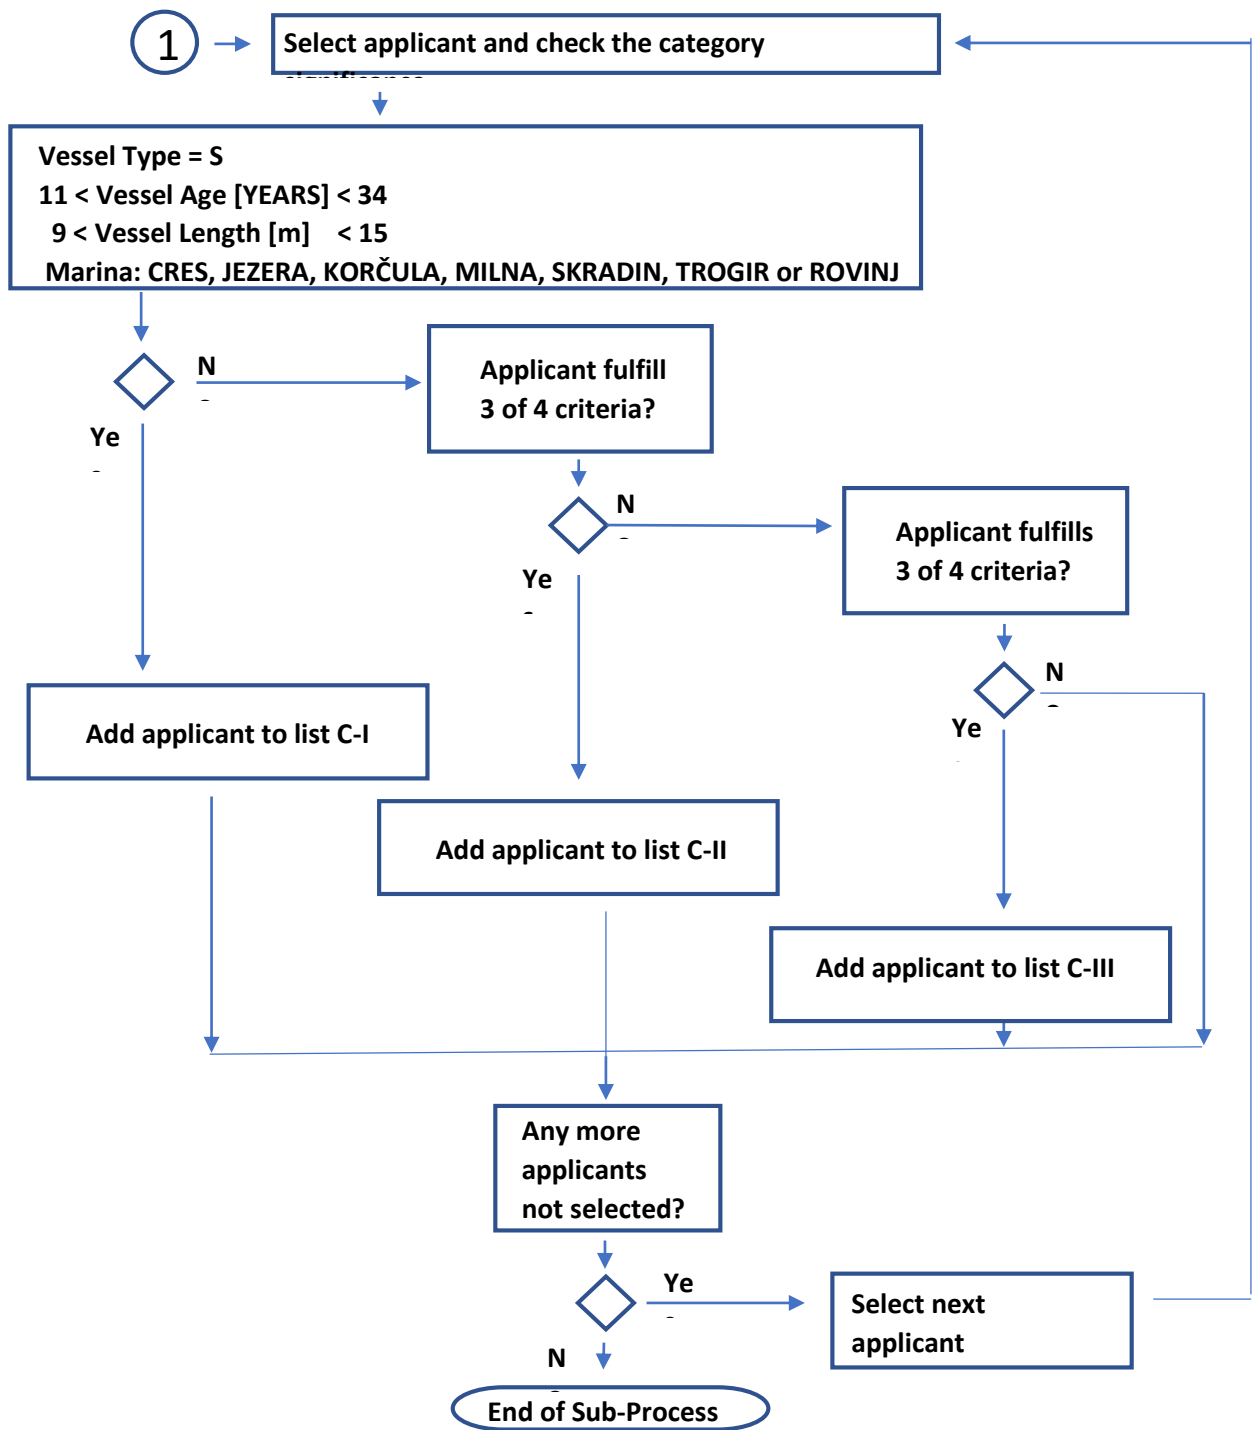 1
Select applicant and check the category
Vessel Type = S
11 < Vessel Age [YEARS] < 34
9 < Vessel Length [m] < 15
Marina: CRES, JEZERA, KORČULA, MILNA, SKRADIN, TROGIR or ROVINJ
N
Ye
Applicant fulfill
3 of 4 criteria?
N
Ye
Applicant fulfills
3 of 4 criteria?
N
Ye
Add applicant to list C-I
Add applicant to list C-II
Add applicant to list C-III
Any more
applicants
not selected?
Ye
Select next
applicant
N
End of Sub-Process